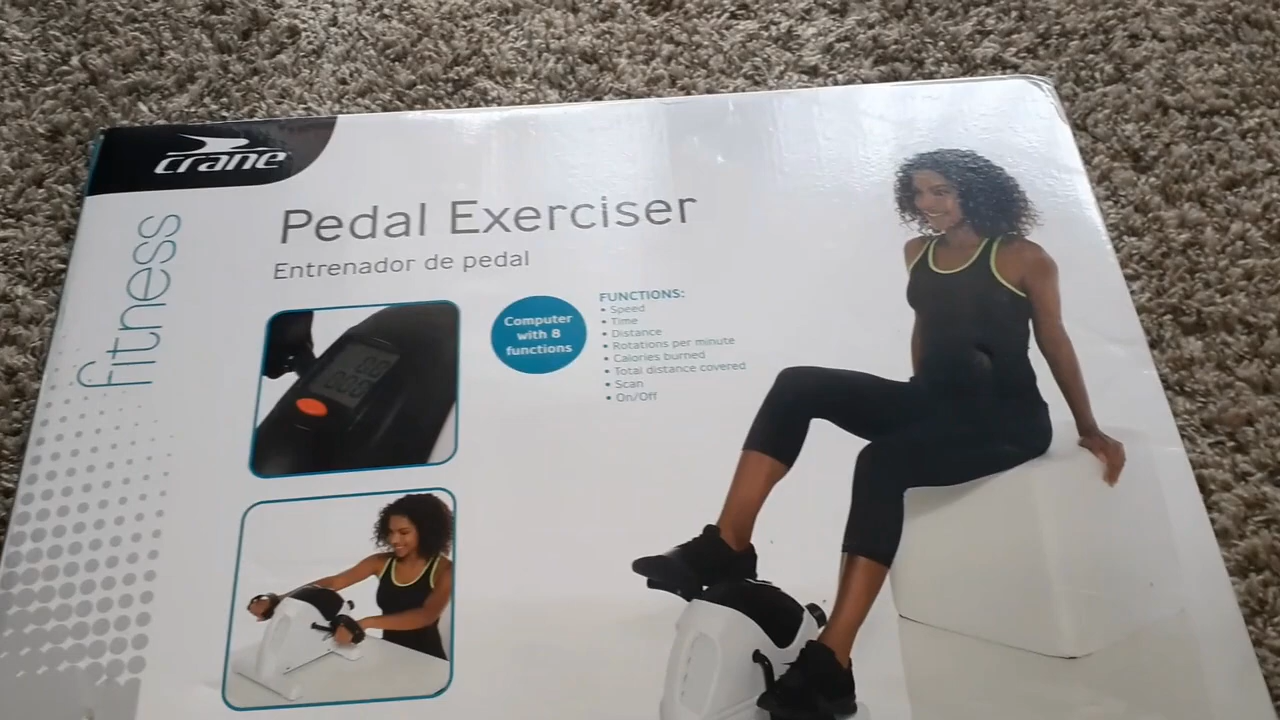 crane
fitness
Pedal Exerciser
Entrenador de pedal
Computer
with 8
functions
FUNCTIONS:
• Speed
• Time
• Distance
• Rotations per minute
• Calories burned
• Total distance covered
• Scan
• On/Off